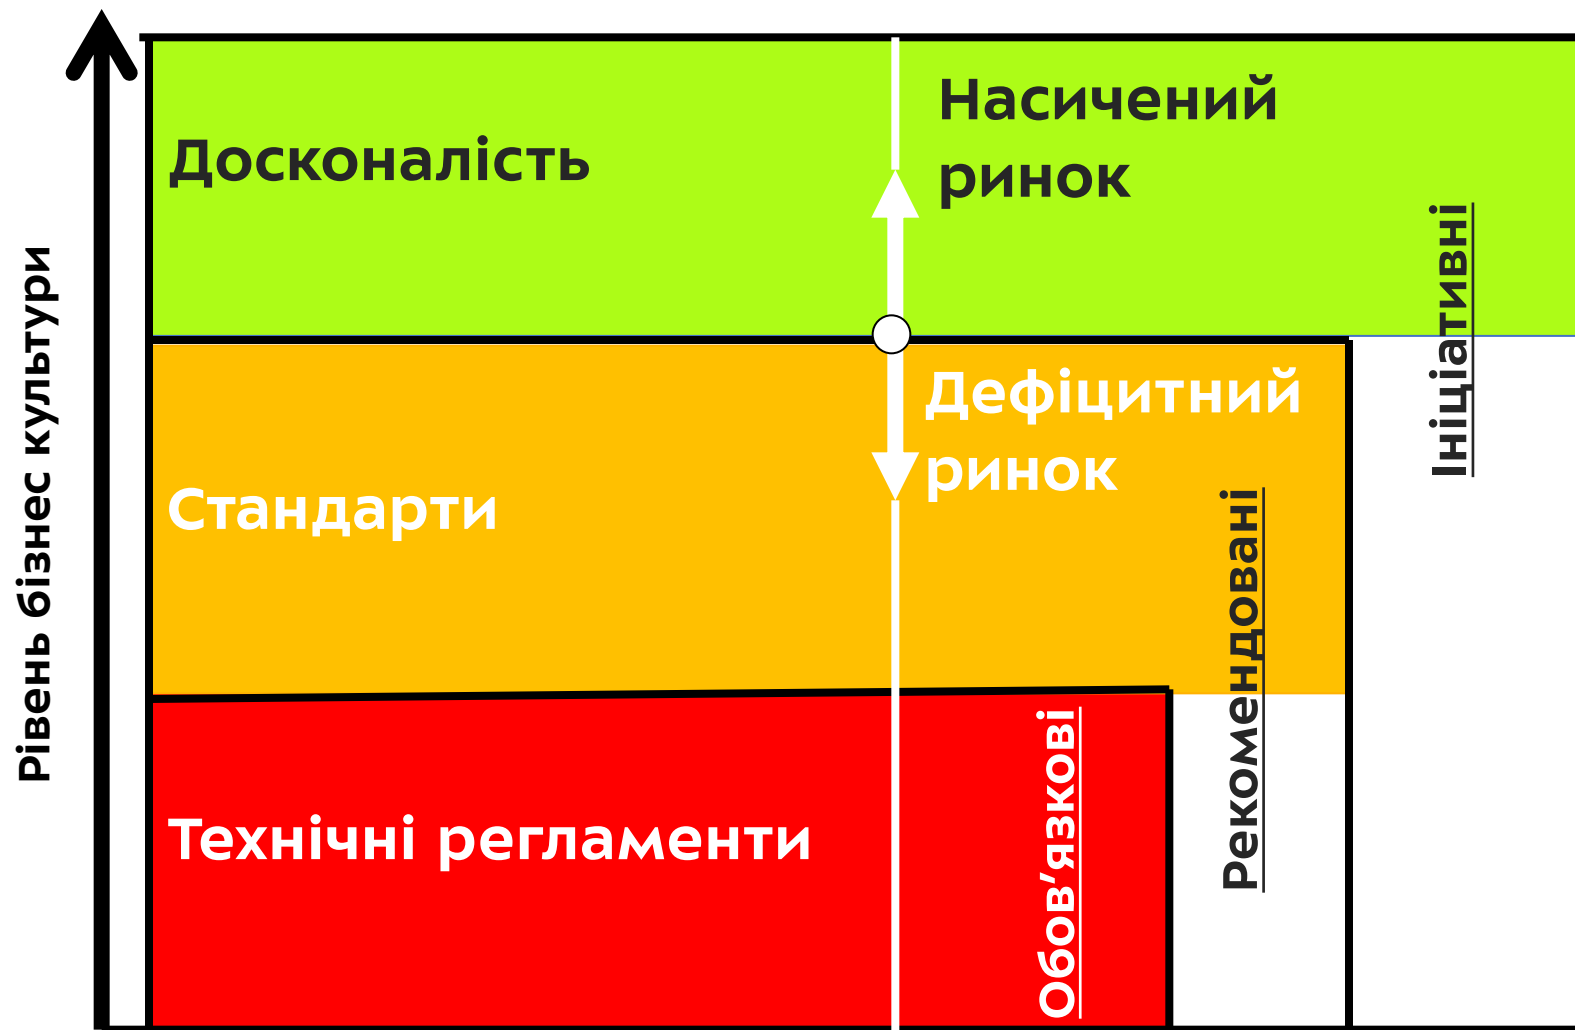 Рівень бізнес культури
Досконалість
Насичений
ринок
Ініціативні
Дефіцитний
ринок
Стандарти
Рекомендовані
Технічні регламенти
Обов’язкові